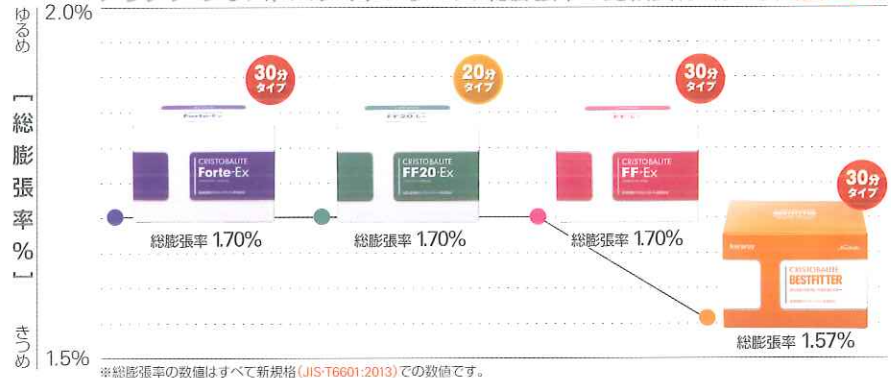 2.0%
ゆるめ
[総膨張率%]
きつめ
1.5%
30分
タイプ
Forte-Ex
CRISTOBALITE
Forte-Ex
総膨張率 1.70%
20分
タイプ
CRISTOBALITE
FF20-Ex
総膨張率 1.70%
30分
タイプ
CRISTOBALITE
FF-Ex
総膨張率 1.70%
30分
タイプ
BESTFITTER
CRISTOBALITE
BESTFITTER
総膨張率 1.57%
※総膨張率の数値はすべて新規格(JIS-T6601:2013)での数値です。